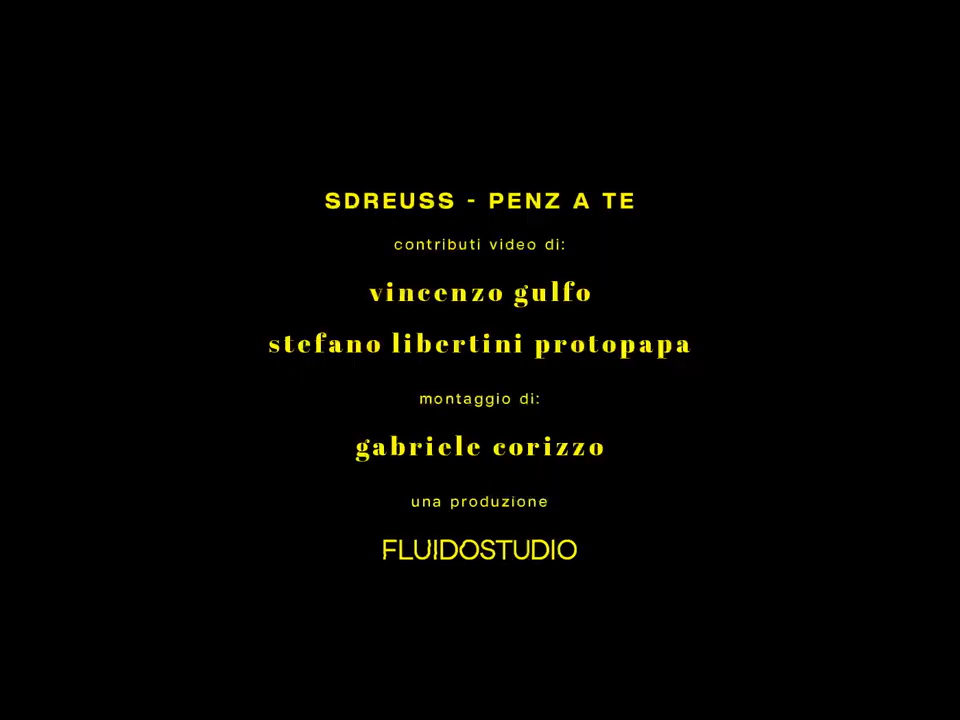 SDREUSS - PENZ A TE
contributi video di:
vincenzo gulfo
stefano libertini protopapa
montaggio di:
gabriele corizzo
una produzione
FLUIDOSTUDIO